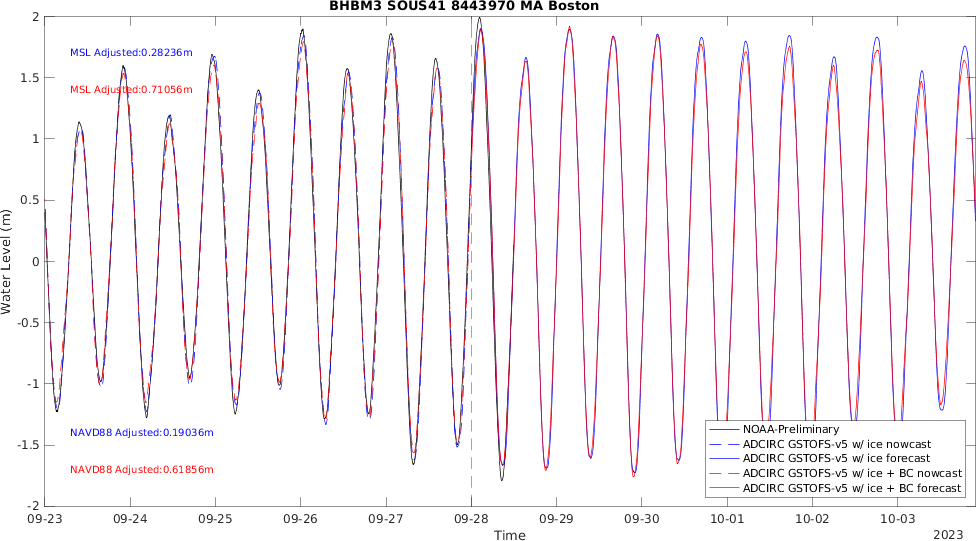 BHBM3 SOUS41 8443970 MA Boston
2
1.5
1
0.5
0
-0.5
-1
-1.5
-2
Water Level (m)
MSL Adjusted:0.28236m
MSL Adjusted:0.71056m
NAVD88 Adjusted:0.19036m
NAVD88 Adjusted:0.61856m
NOAA-Preliminary
ADCIRC GSTOFS-v5 w/ ice nowcast
ADCIRC GSTOFS-v5 w/ ice forecast
ADCIRC GSTOFS-v5 w/ ice + BC nowcast
ADCIRC GSTOFS-v5 w/ ice + BC forecast
09-23 09-24 09-25 09-26 09-27 09-28 09-29 09-30 10-01 10-02 10-03
Time
2023